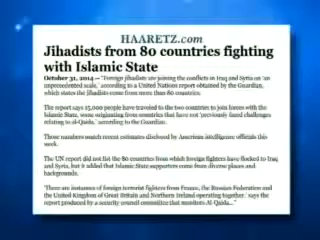 HAARETZ.com
Jihadists from 80 countries fighting
with Islamic State
October 31, 2014 — "Foreign jihadists are joining the conflicts in Iraq and Syria on 'an
unprecedented scale,' according to a United Nations report obtained by the Guardian,
which states the jihadists come from more than 80 countries.
The report says 15,000 people have traveled to the two countries to join forces with the
Islamic State, some originating from countries that have not 'previously faced challenges
relating to al-Qaida,' according to the Guardian.
Those numbers match recent estimates disclosed by American intelligence officials this
week.
The UN report did not list the 80 countries from which foreign fighters have flocked to Iraq
and Syria, but it added that Islamic State supporters come from diverse places and
backgrounds.
'There are instances of foreign terrorist fighters from France, the Russian Federation and
the United Kingdom of Great Britain and Northern Ireland operating together,' says the
report produced by a security council committee that monitors Al-Qaida..."